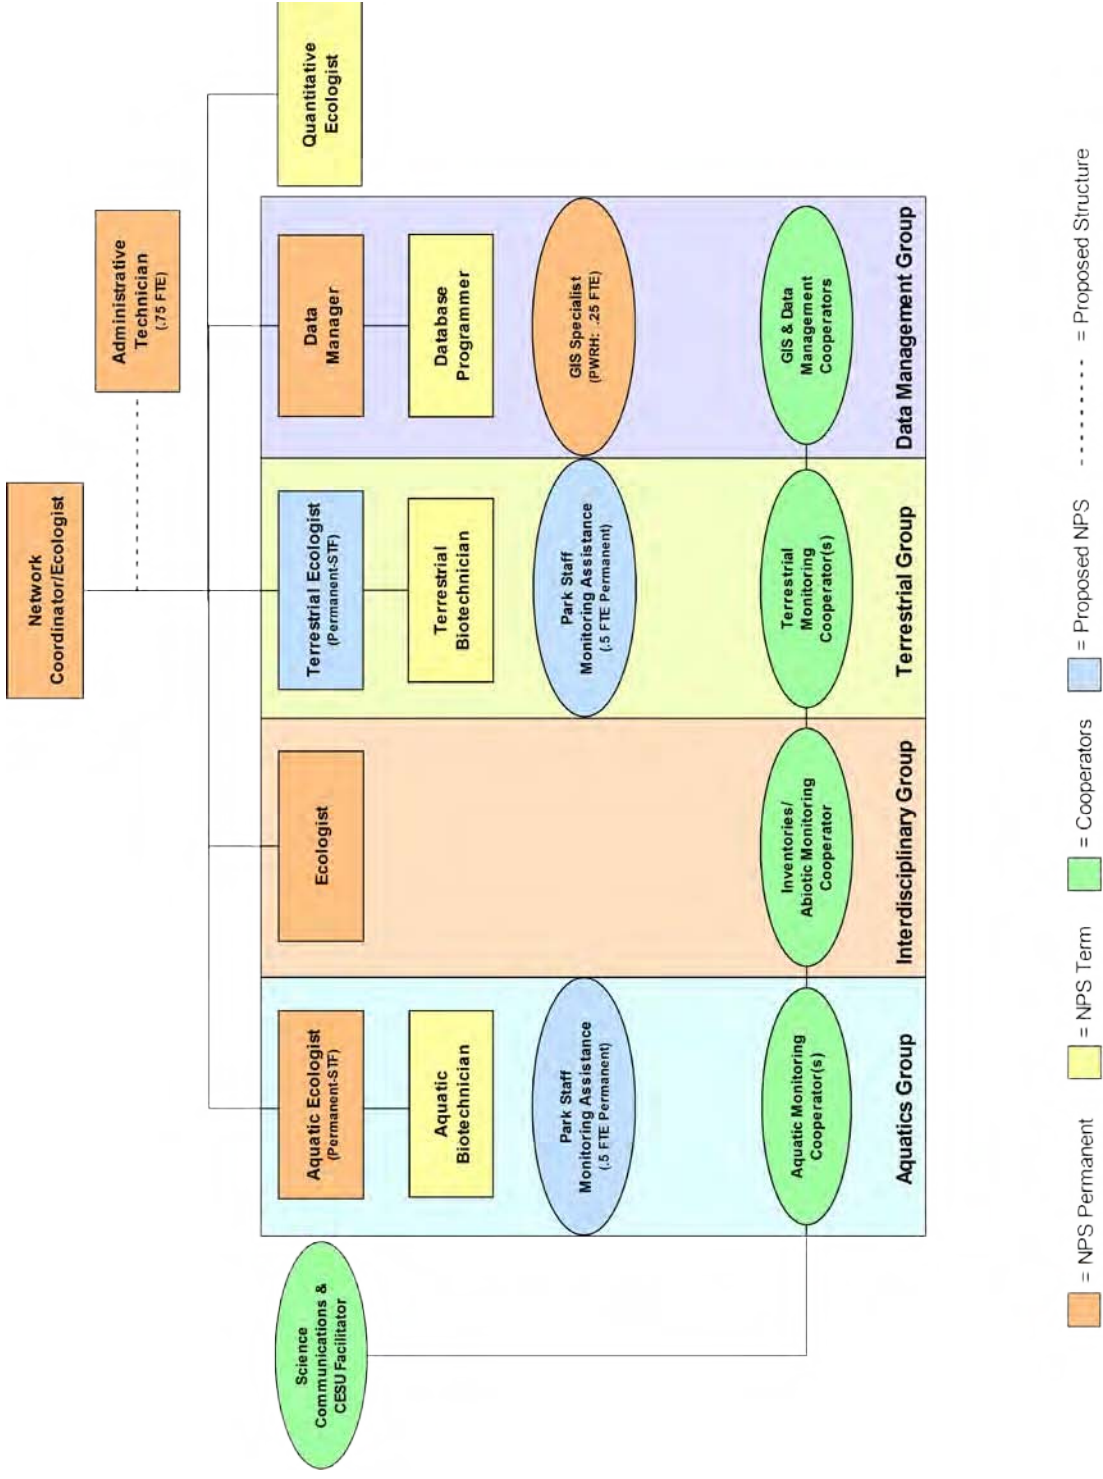 Network
Coordinator/Ecologist
Administrative
Technician
(.75 FTE)
Science
Communications &
CESU Facilitator
Aquatic Ecologist
(Permanent-STF)
Ecologist
Terrestrial Ecologist
(Permanent-STF)
Data
Manager
Quantitative
Ecologist
Aquatic
Biotechnician
Terrestrial
Biotechnician
Database
Programmer
Park Staff
Monitoring Assistance
(.5 FTE Permanent)
Park Staff
Monitoring Assistance
(.5 FTE Permanent)
GIS Specialist
(PWRH: .25 FTE)
Aquatic Monitoring
Cooperator(s)
Inventories/
Abiotic Monitoring
Cooperator
Terrestrial
Monitoring
Cooperator(s)
GIS & Data
Management
Cooperators
Aquatics Group
Interdisciplinary Group
Terrestrial Group
Data Management Group
= NPS Permanent
= NPS Term
= Cooperators
= Proposed NPS
= Proposed Structure